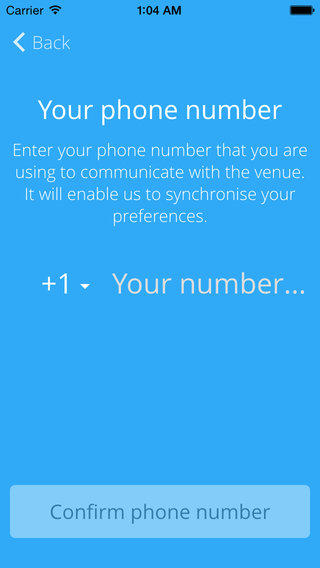 Carrier 1:04 AM
Back
Your phone number
Enter your phone number that you are
using to communicate with the venue.
It will enable us to synchronise your
preferences.
+1 Your number...
Confirm phone number